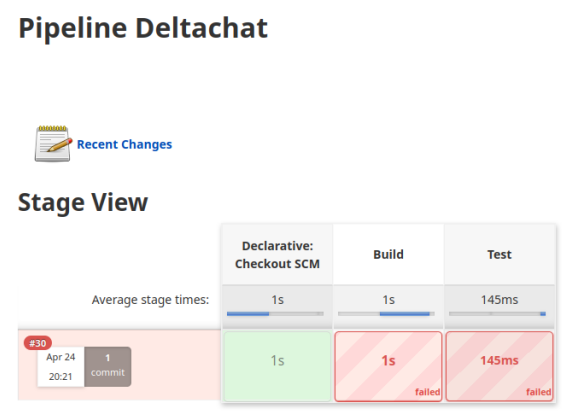 Pipeline Deltachat
Recent Changes
Stage View
Declarative:
Checkout SCM
Build
Test
Average stage times:
1s
1s
145ms
#30
Apr 24
20:21
1
commit
1s
1s
failed
145ms
failed